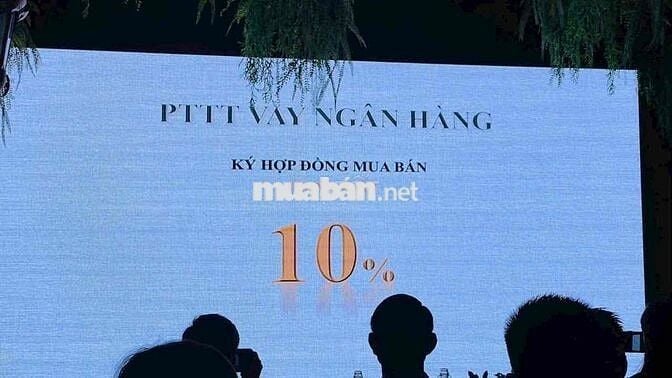 PTTT VAY NGÂN HÀNG
KÝ HỢP ĐỒNG MUA BÁN
muabán.net
10%